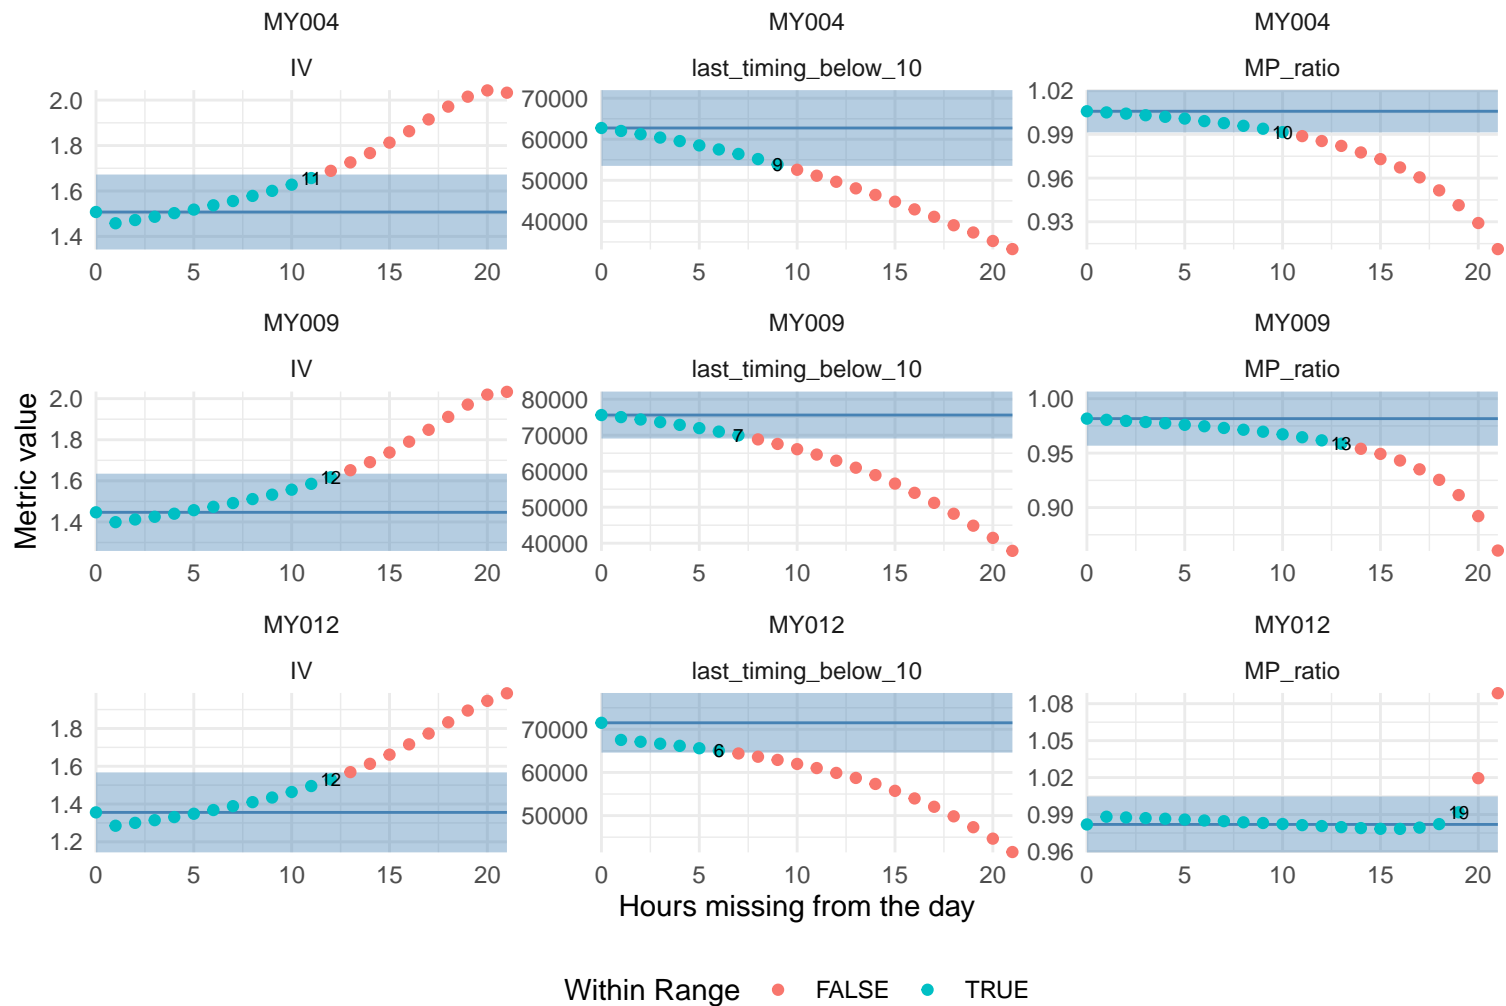 MY004 MY004 MY004
IV last_timing_below_10 MP_ratio
2.0
1.8
1.6
1.4
11
0 5 10 15 20
70000
60000
50000
40000
9
0 5 10 15 20
1.02
0.99
0.96
0.93
10
0 5 10 15 20
MY009 MY009 MY009
IV last_timing_below_10 MP_ratio
Metric value
2.0
1.8
1.6
1.4
12
0 5 10 15 20
80000
70000
60000
50000
40000
7
0 5 10 15 20
1.00
0.95
0.90
13
0 5 10 15 20
MY012 MY012 MY012
IV last_timing_below_10 MP_ratio
1.8
1.6
1.4
1.2
12
0 5 10 15 20
70000
60000
50000
6
0 5 10 15 20
1.08
1.05
1.02
0.99
0.96
19
0 5 10 15 20
Hours missing from the day
Within Range FALSE TRUE